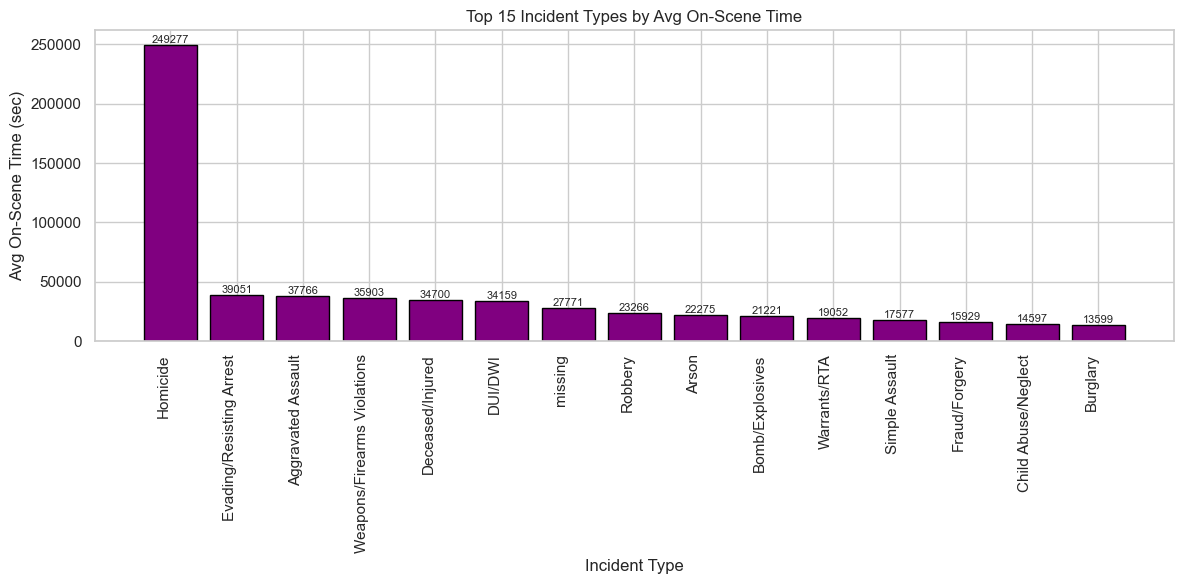 Top 15 Incident Types by Avg On-Scene Time
Avg On-Scene Time (sec)
250000
200000
150000
100000
50000
0
249277
39051
37766
35903
34700
34159
27771
23266
22275
21221
19052
17577
15929
14597
13599
Homicide
Evading/Resisting Arrest
Aggravated Assault
Weapons/Firearms Violations
Deceased/Injured
DUI/DWI
missing
Robbery
Arson
Bomb/Explosives
Warrants/RTA
Simple Assault
Fraud/Forgery
Child Abuse/Neglect
Burglary
Incident Type